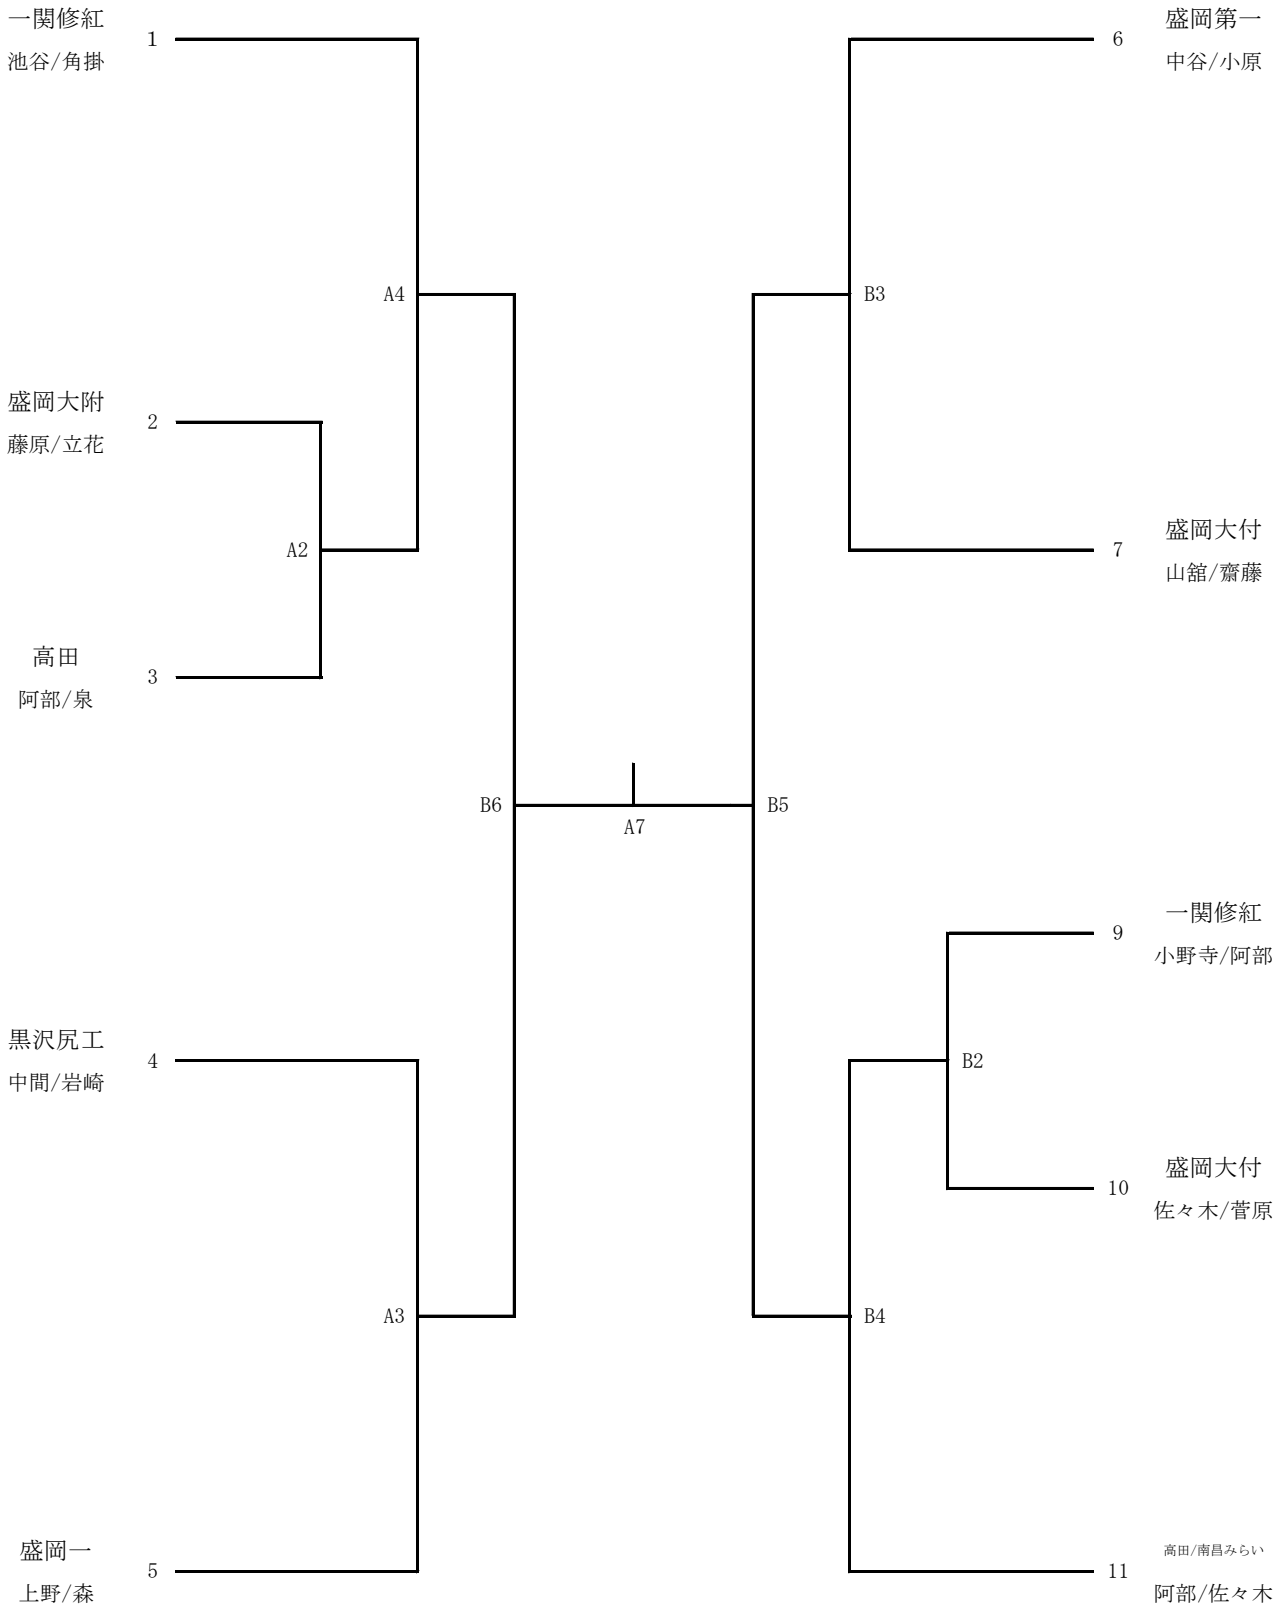 一関修紅
1
池谷/角掛
A4
盛岡大附
2
藤原/立花
A2
高田
3
阿部/泉
B6
A7
黒沢尻工
4
中間/岩崎
A3
盛岡一
5
上野/森
盛岡第一
6
中谷/小原
B3
盛岡大付
7
山舘/齋藤
B5
一関修紅
9
小野寺/阿部
B2
盛岡大付
10
佐々木/菅原
B4
高田/南昌みらい
11
阿部/佐々木